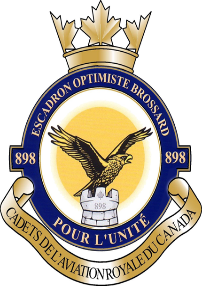 ESCADRON OPTIMISTE BROSSARD
898
898
898
POUR L'UNITÉ
CADETS DE L'AVIATION ROYALE DU CANADA